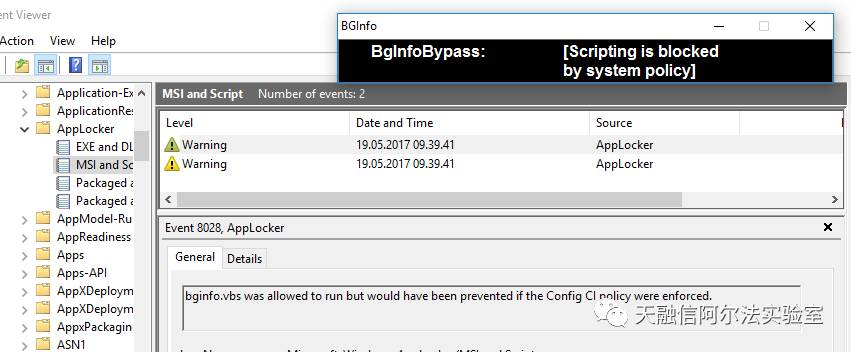 ent Viewer
Action View Help
BGInfo
BgInfoBypass: [Scripting is blocked
by system policy]
Application-Ex
ApplicationRes
AppLocker
EXE and DL
MSI and Sc
Packaged a
Packaged a
AppModel-Ru
AppReadiness
Apps
Apps-API
AppXDeploym
AppXDeploym
AppxPackagin
ASN1
MSI and Script Number of events: 2
Level Date and Time Source
Warning 19.05.2017 09.39.41 AppLocker
Warning 19.05.2017 09.39.41 AppLocker
Event 8028, AppLocker
General Details
bginfo.vbs was allowed to run but would have been prevented if the Config CI policy were enforced.
天融信阿尔法实验室